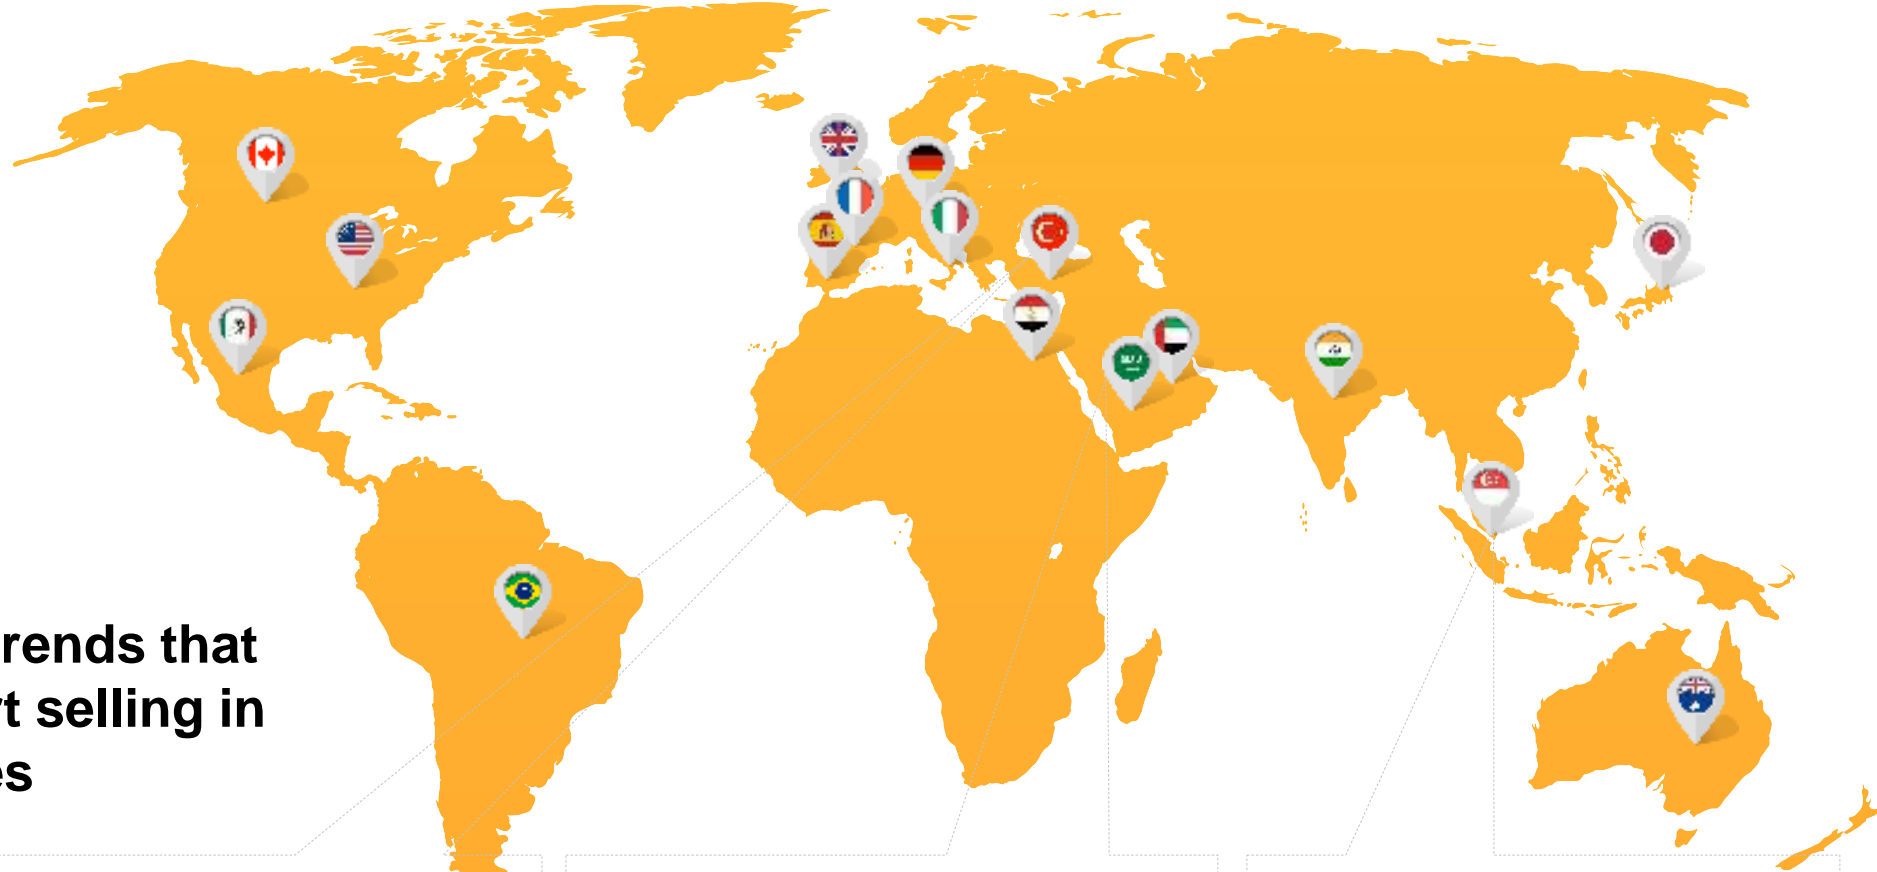 rends that
t selling in
es